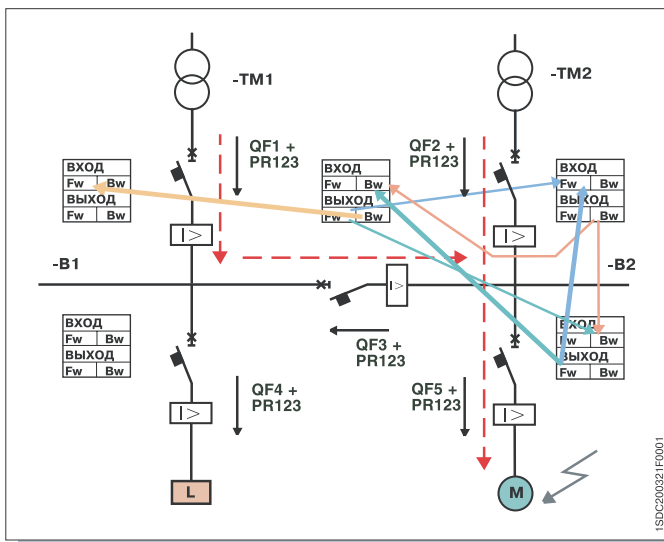 -TM1
-TM2
QF1 +
PR123
QF2 +
PR123
ВХОД
Fw Bw
ВЫХОД
Fw Bw
ВХОД
Fw Bw
ВЫХОД
Fw Bw
ВХОД
Fw Bw
ВЫХОД
Fw Bw
I>
I>
-B1
-B2
I>
ВХОД
Fw Bw
ВЫХОД
Fw Bw
QF3 +
PR123
ВХОД
Fw Bw
ВЫХОД
Fw Bw
QF4 +
PR123
QF5 +
PR123
I>
I>
L
M
1SDC200321F0001